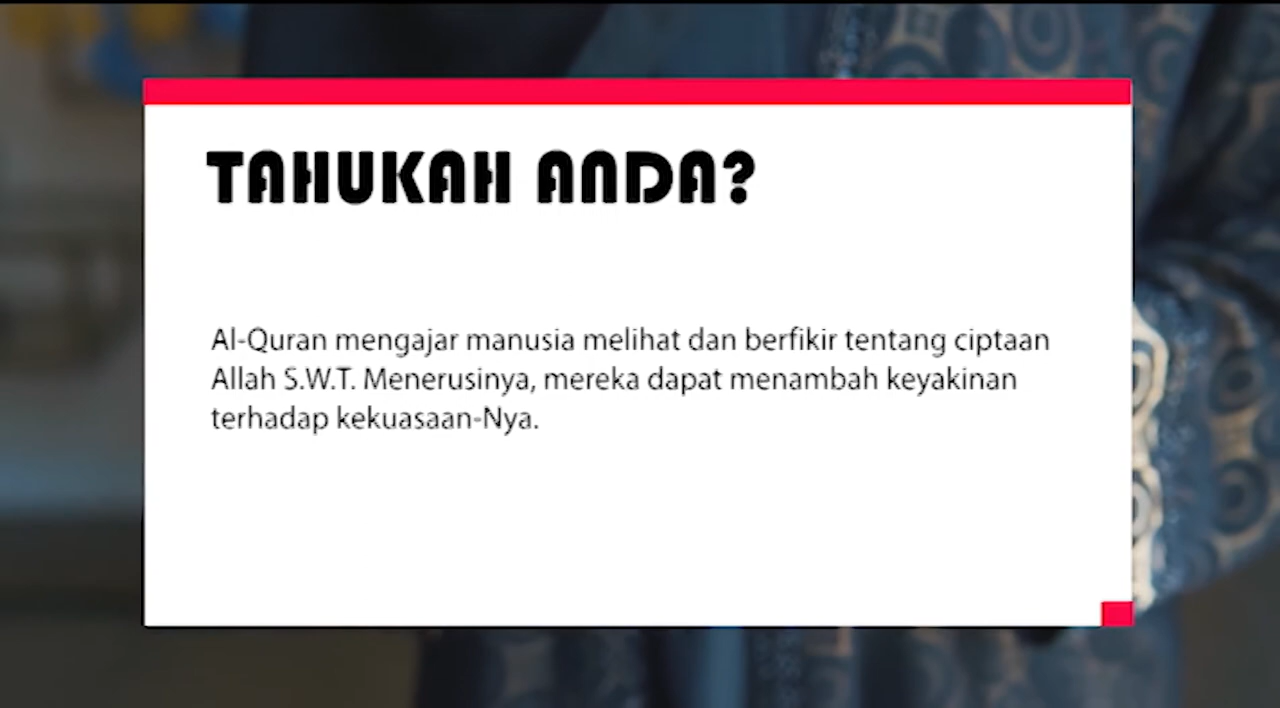 TAHUKAH ANDA?
Al-Quran mengajar manusia melihat dan berfikir tentang ciptaan
Allah S.W.T. Menerusinya, mereka dapat menambah keyakinan
terhadap kekuasaan-Nya.